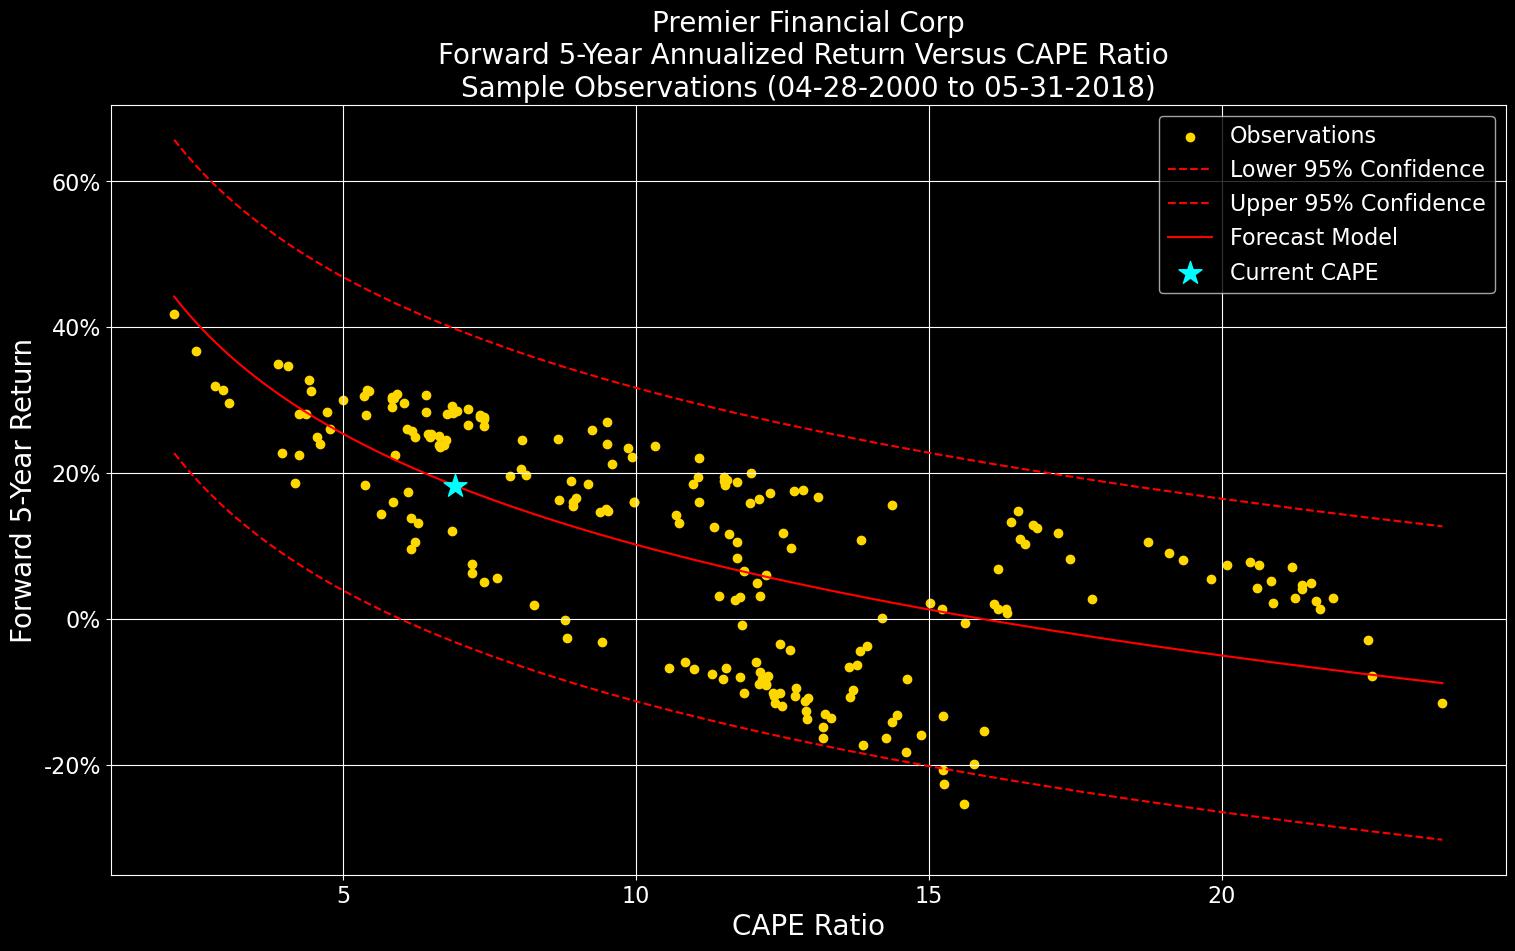 Premier Financial Corp
Forward 5-Year Annualized Return Versus CAPE Ratio
Sample Observations (04-28-2000 to 05-31-2018)
Observations
Lower 95% Confidence
Upper 95% Confidence
Forecast Model
Current CAPE
Forward 5-Year Return
60%
40%
20%
0%
-20%
5
10
15
20
CAPE Ratio